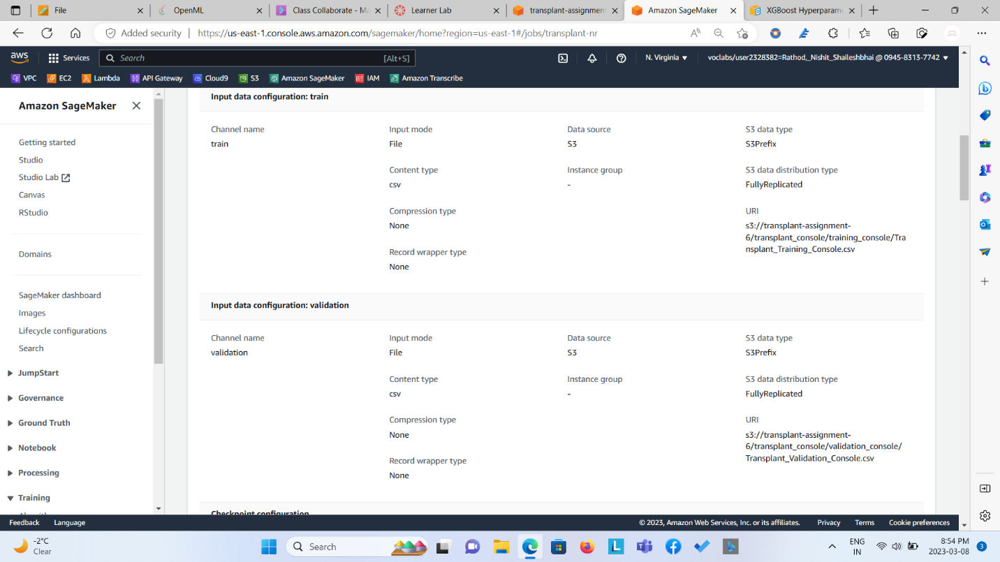 File
OpenML
Class Collaborate - Ma
Learner Lab
transplant-assignment
Amazon SageMaker
XGBoost Hyperparame
Added security
https://us-east-1.console.aws.amazon.com/sagemaker/home?region=us-east-1#/jobs/transplant-nr
aws
Services
Search
[Alt+S]
N. Virginia
voclabs/user2328382=Rathod,_Nishit_Shaileshbhai @ 0945-8313-7742
VPC
EC2
Lambda
API Gateway
Cloud9
S3
Amazon SageMaker
IAM
Amazon Transcribe
Amazon SageMaker
Getting started
Studio
Studio Lab
Canvas
RStudio
Domains
SageMaker dashboard
Images
Lifecycle configurations
Search
JumpStart
Governance
Ground Truth
Notebook
Processing
Training
Input data configuration: train
Channel name
train
Input mode
File
Data source
S3
S3 data type
S3Prefix
Content type
csv
Instance group
-
S3 data distribution type
FullyReplicated
Compression type
None
URI
s3://transplant-assignment-
6/transplant_console/training_console/Tra
nsplant_Training_Console.csv
Record wrapper type
None
Input data configuration: validation
Channel name
validation
Input mode
File
Data source
S3
S3 data type
S3Prefix
Content type
csv
Instance group
-
S3 data distribution type
FullyReplicated
Compression type
None
URI
s3://transplant-assignment-
6/transplant_console/validation_console/
Transplant_Validation_Console.csv
Record wrapper type
None
Checkpoint configuration
Feedback
Language
© 2023, Amazon Web Services, Inc. or its affiliates.
Privacy
Terms
Cookie preferences
-2°C
Clear
Search
ENG
IN
8:54 PM
2023-03-08
3